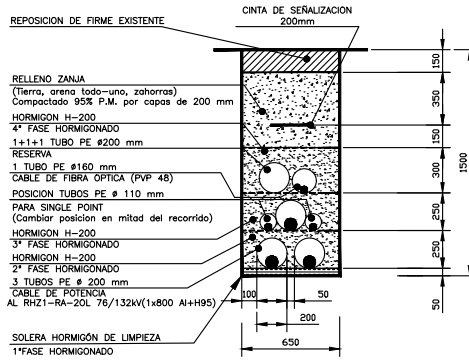 CINTA DE SEÑALIZACION
200mm
REPOSICION DE FIRME EXISTENTE
RELLENO ZANJA
(Tierra, arena todo-uno, zahorras)
Compactado 95% P.M. por capas de 200 mm
HORMIGON H-200
4ª FASE HORMIGONADO
1+1+1 TUBO PE ø200 mm
RESERVA
1 TUBO PE ø160 mm
CABLE DE FIBRA ÓPTICA (PVP 48)
POSICION TUBOS PE ø 110 mm
PARA SINGLE POINT
(Cambiar posicion en mitad del recorrido)
HORMIGON H-200
3ª FASE HORMIGONADO
HORMIGON H-200
2ª FASE HORMIGONADO
3 TUBOS PE ø 200 mm
CABLE DE POTENCIA
AL RHZ1-RA-20L 76/132kV(1x800 Al+H95)
SOLERA HORMIGÓN DE LIMPIEZA
1ªFASE HORMIGONADO
150
350
150
300
250
250
50
1500
100
50
200
650